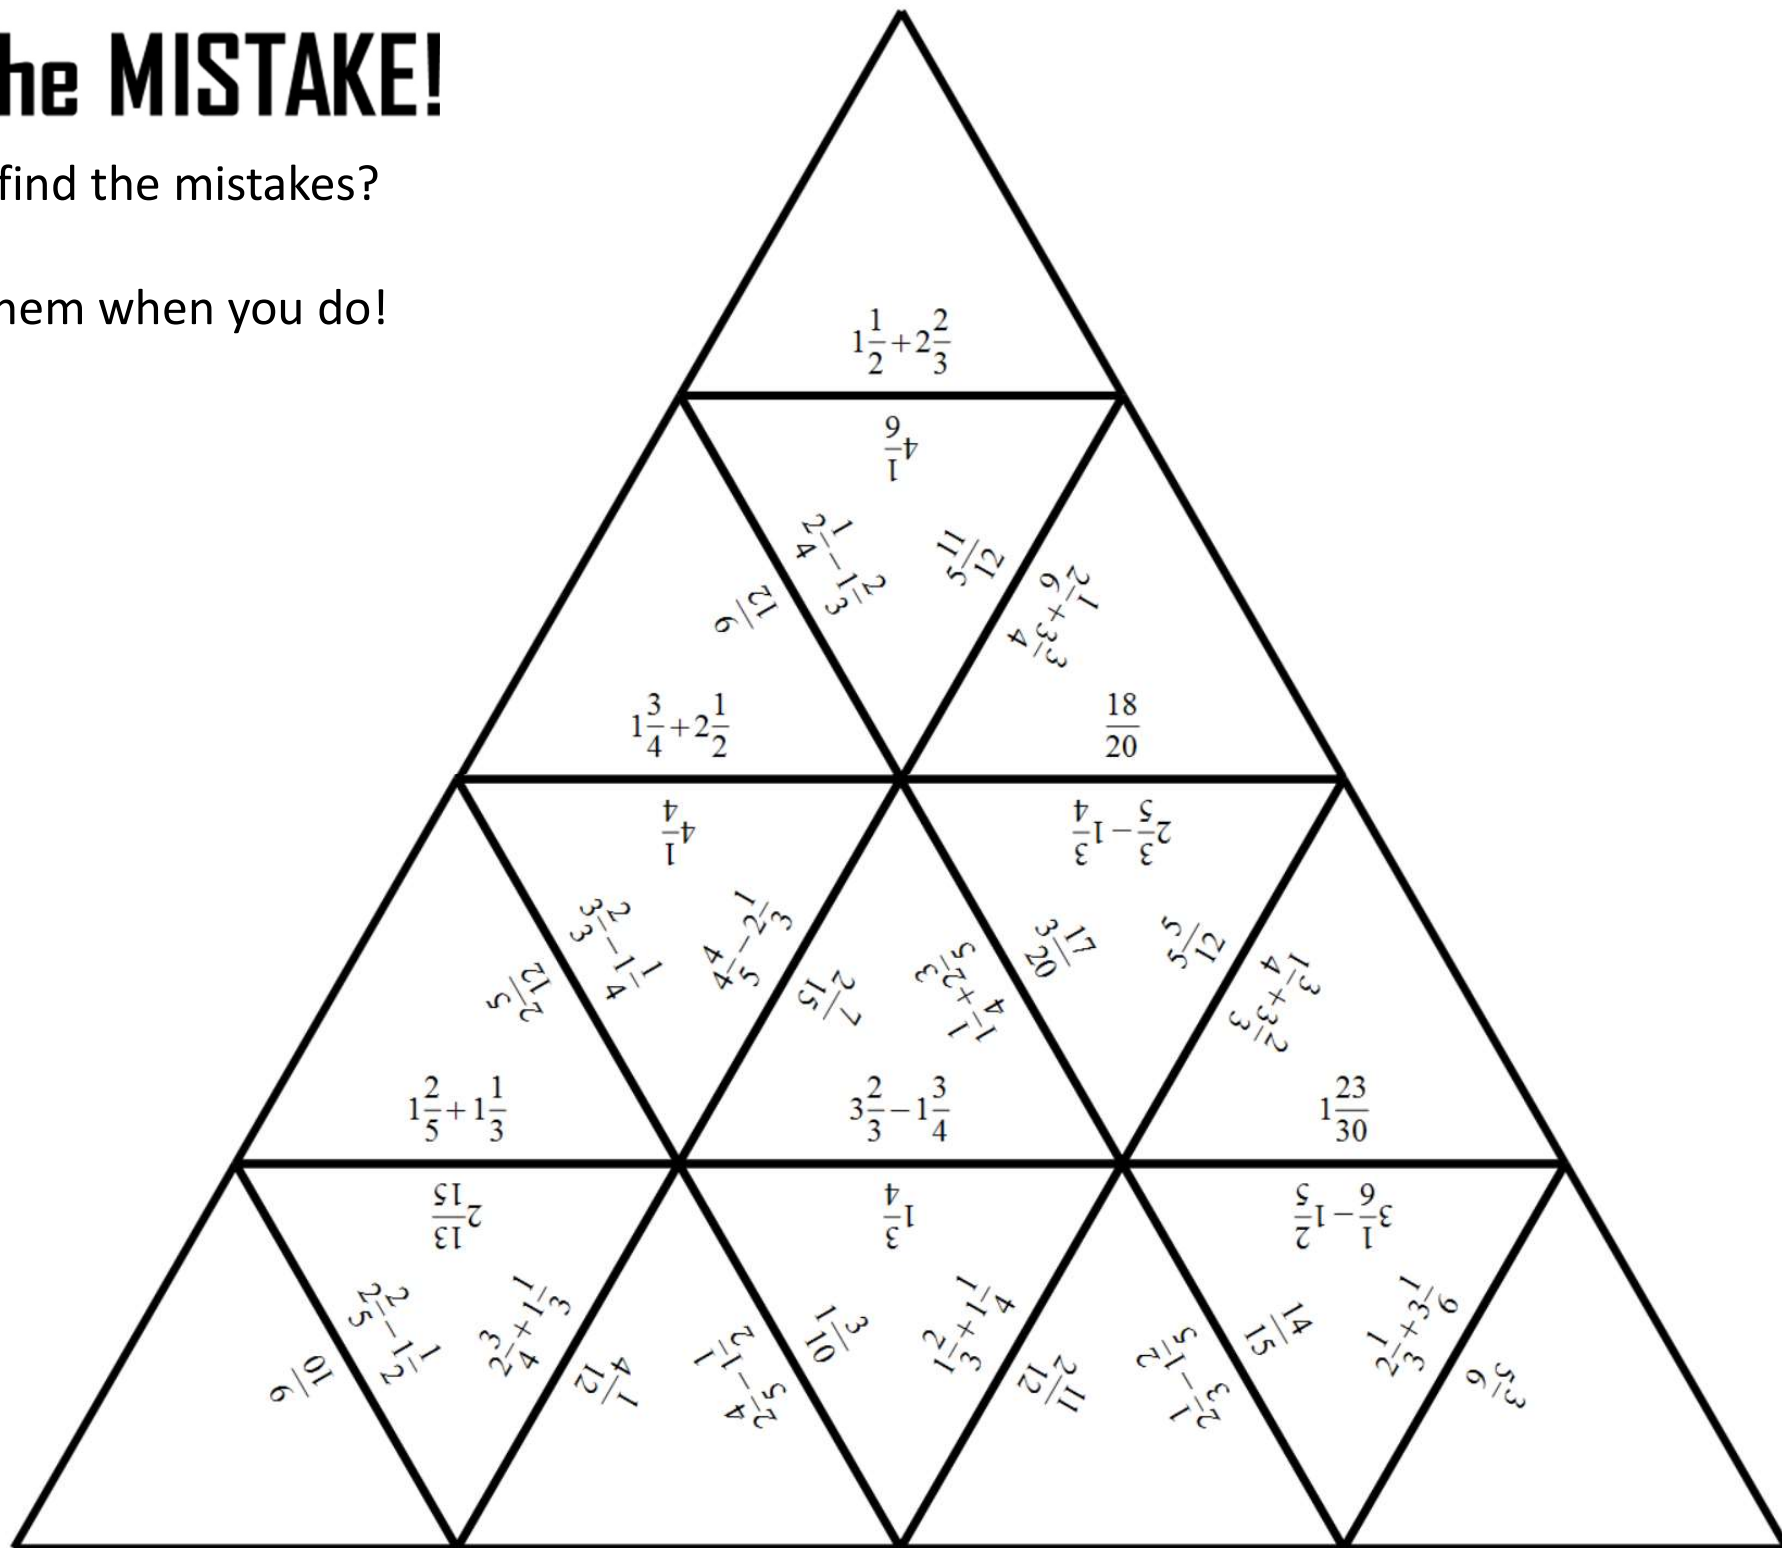 he MISTAKE!
find the mistakes?
hem when you do!
1 1/2 + 2 2/3
4 1/6
2 1/4 − 1 2/3
5 11/12
9/12
2 1/6 + 3 3/4
1 3/4 + 2 1/2
18/20
4 1/4
2 3/5 − 1 3/4
3 2/3 − 1 1/4
4 4/5 − 2 1/3
2 5/12
2 7/15
1 1/4 + 2 3/5
3 17/20
5 5/12
1 3/4 + 3 2/3
1 2/5 + 1 1/3
3 2/3 − 1 3/4
1 23/30
2 13/15
1 3/4
3 1/6 − 1 2/5
2 2/5 − 1 1/2
2 3/4 + 1 1/3
9/10
4 1/12
2 4/5 − 1 1/2
1 3/10
1 2/3 + 1 1/4
2 11/12
2 1/3 − 1 2/5
14/15
2 1/3 + 3 1/6
5 3/6